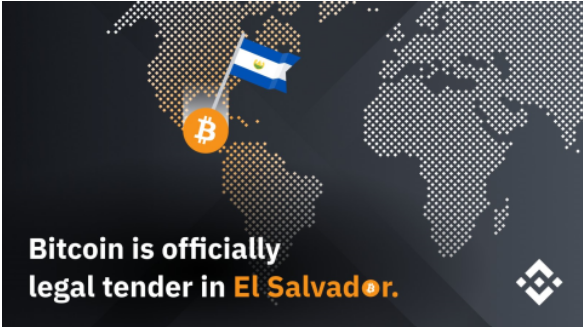 Bitcoin is officially
legal tender in El Salvador.